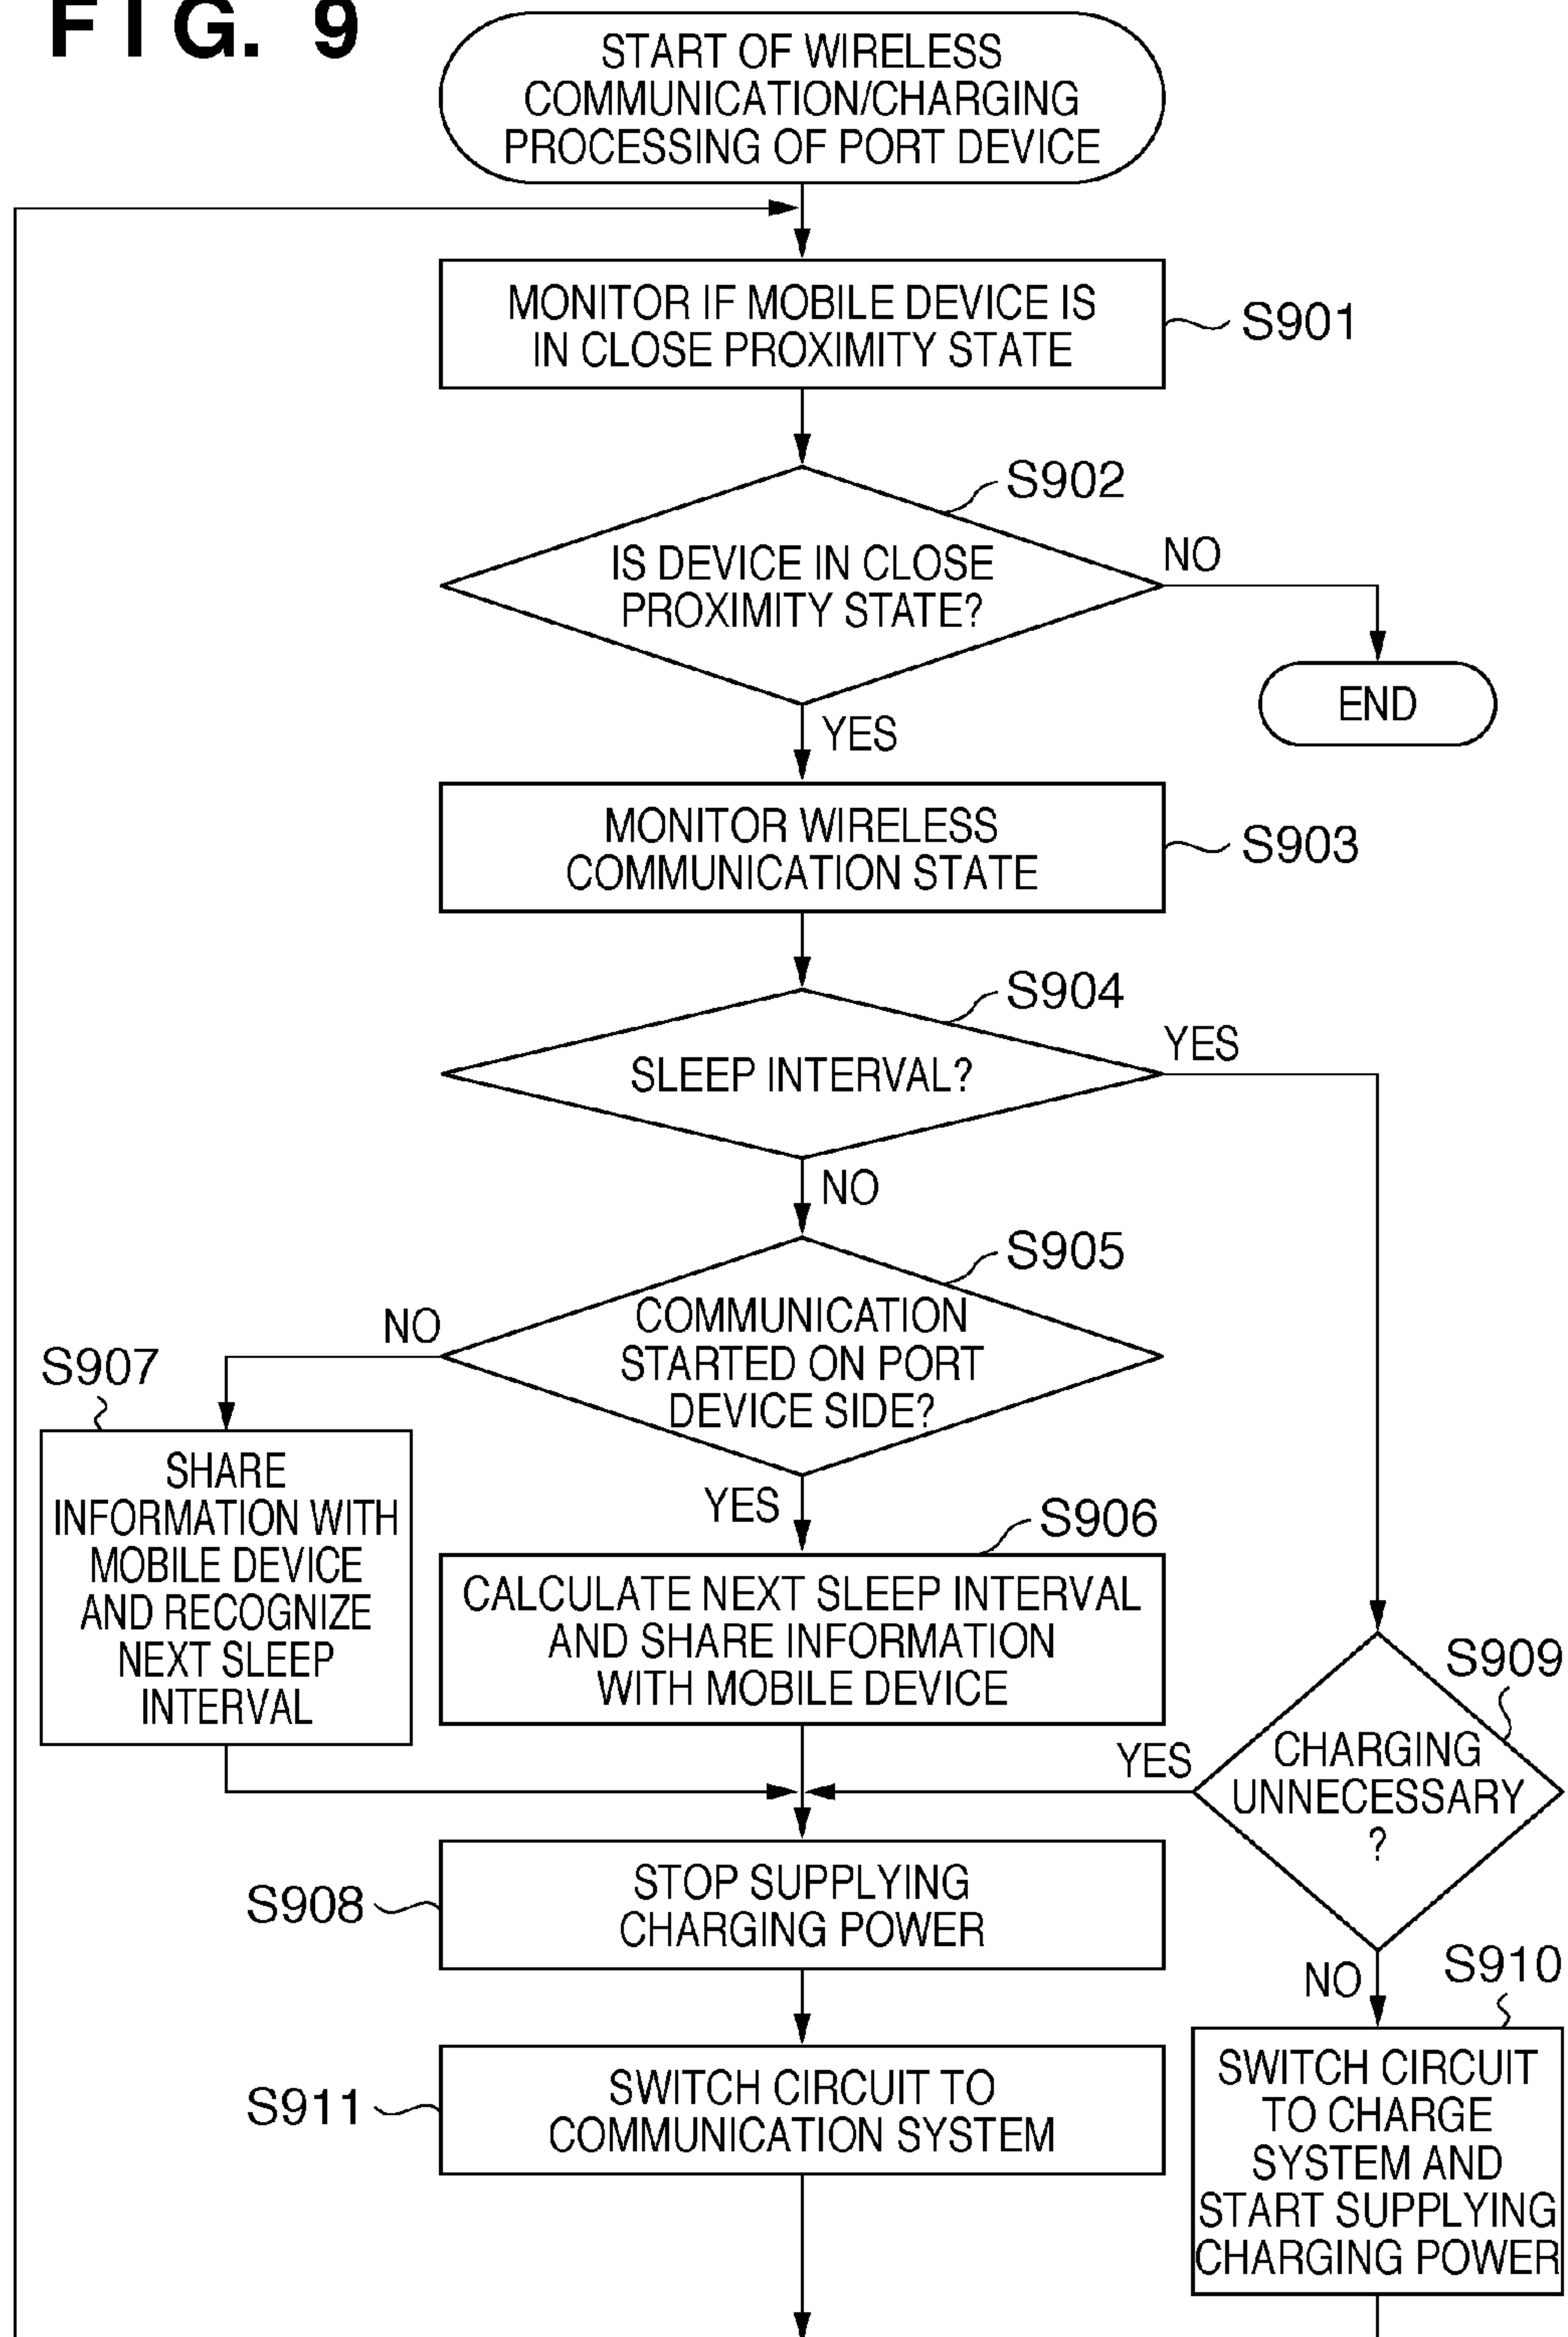 FIG. 9
START OF WIRELESS
COMMUNICATION/CHARGING
PROCESSING OF PORT DEVICE
MONITOR IF MOBILE DEVICE IS
IN CLOSE PROXIMITY STATE
S901
S902
IS DEVICE IN CLOSE
PROXIMITY STATE?
NO
END
YES
MONITOR WIRELESS
COMMUNICATION STATE
S903
S904
SLEEP INTERVAL?
YES
NO
S905
COMMUNICATION
STARTED ON PORT
DEVICE SIDE?
NO
S907
SHARE
INFORMATION WITH
MOBILE DEVICE
AND RECOGNIZE
NEXT SLEEP
INTERVAL
YES
S906
CALCULATE NEXT SLEEP INTERVAL
AND SHARE INFORMATION
WITH MOBILE DEVICE
S909
CHARGING
UNNECESSARY
?
YES
S908
STOP SUPPLYING
CHARGING POWER
NO
S910
S911
SWITCH CIRCUIT TO
COMMUNICATION SYSTEM
SWITCH CIRCUIT
TO CHARGE
SYSTEM AND
START SUPPLYING
CHARGING POWER